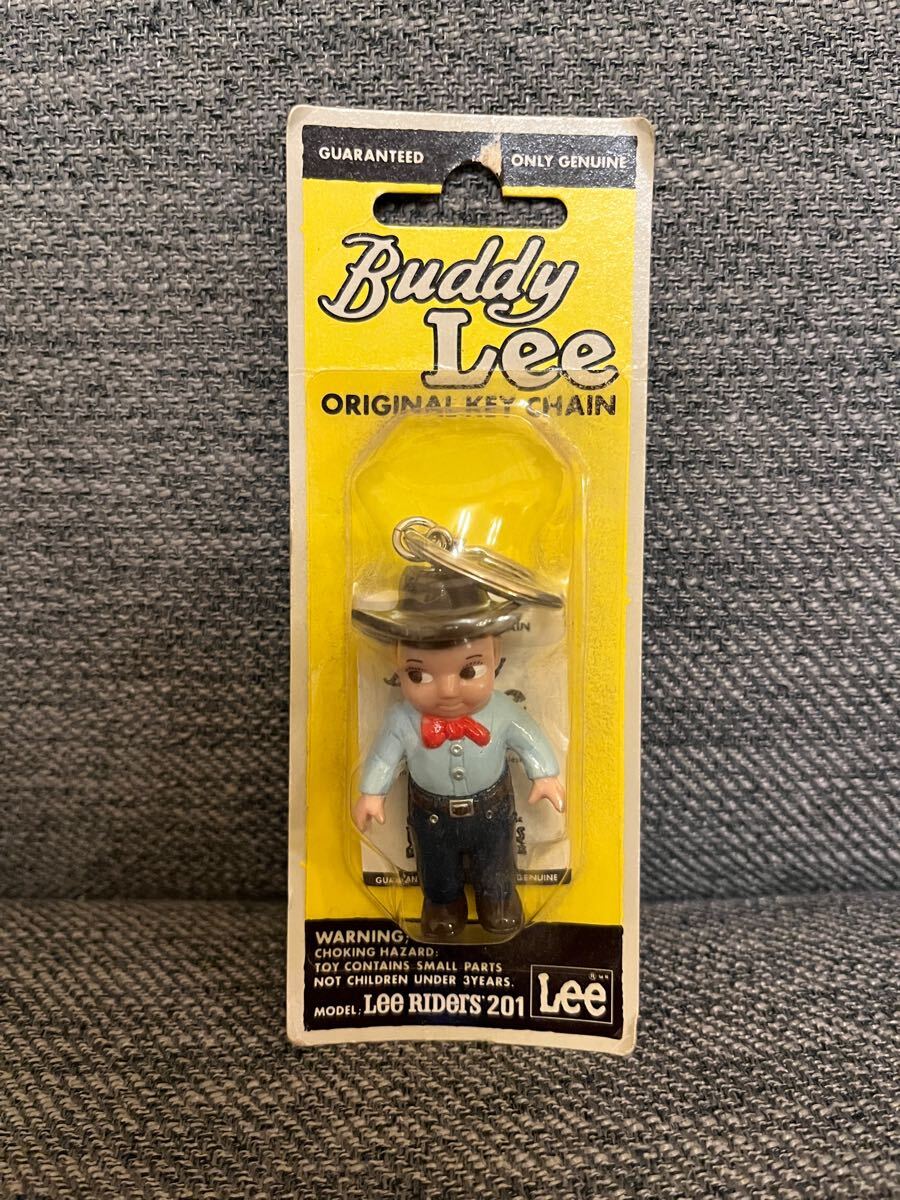 GUARANTEED ONLY GENUINE
Buddy
Lee
ORIGINAL KEY CHAIN
GENUINE
WARNING;
CHOKING HAZARD:
TOY CONTAINS SMALL PARTS
NOT CHILDREN UNDER 3YEARS.
MODEL; Lee RIDERS 201
Lee
®